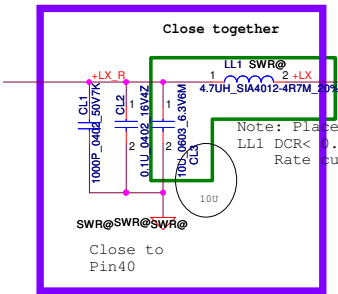 Close together
LL1 SWR@
+LX_R
1
2 +LX
4.7UH_SIA4012-4R7M_20%
CL1
1000P_0402_50V7K
CL2
1
2
0.1U_0402_16V4Z
1
2
CL3
10U_0603_6.3V6M
Note: Place
LL1 DCR< 0.
Rate cu
10U
SWR@ SWR@ SWR@
Close to
Pin40